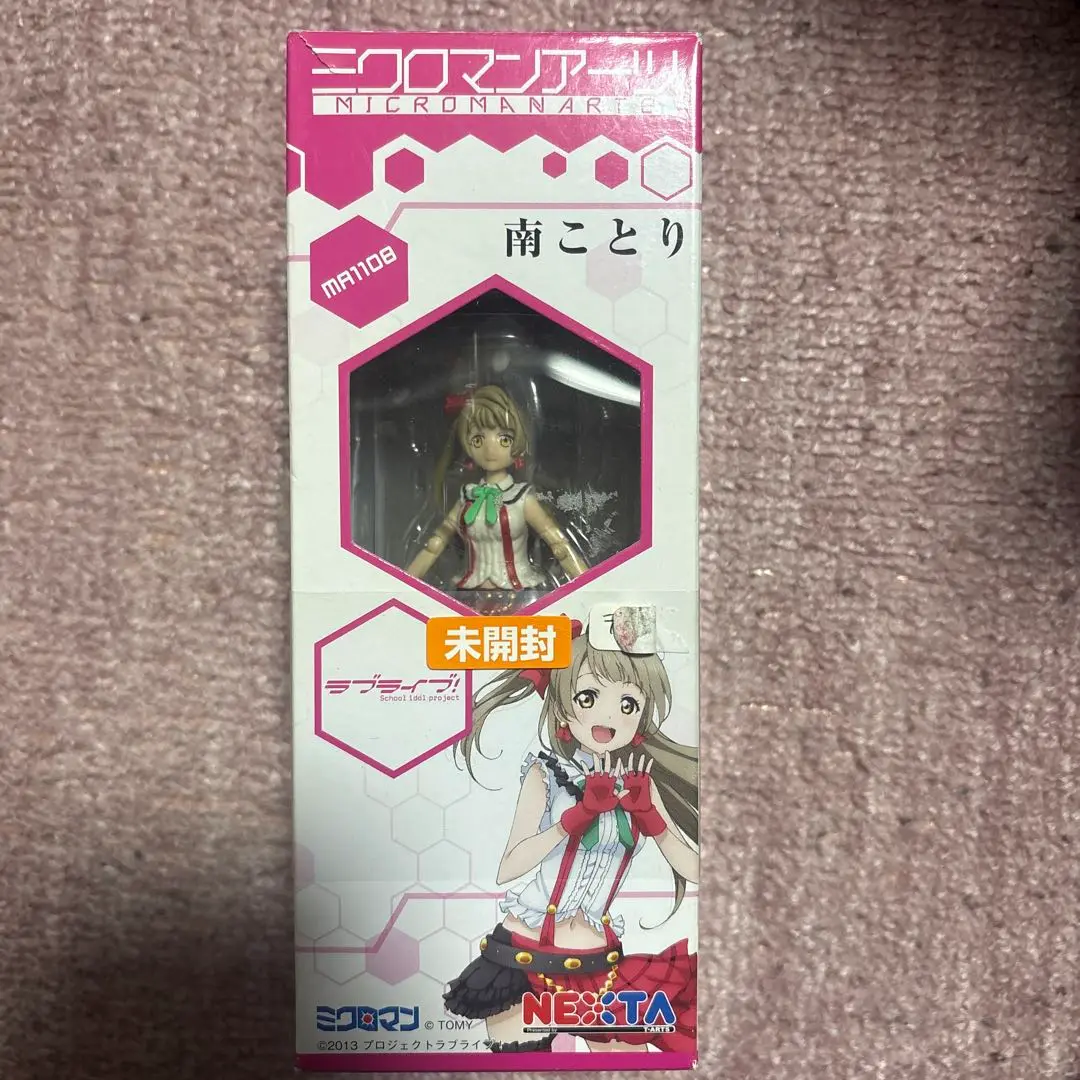 ミクロマンアーツ
MICROMANARTS
南ことり
MA1108
未開封
ラブライブ!
School idol project
ミクロマン © TOMY
NEXTA
Presented by T-ARTS
©2013 プロジェクトラブライブ!